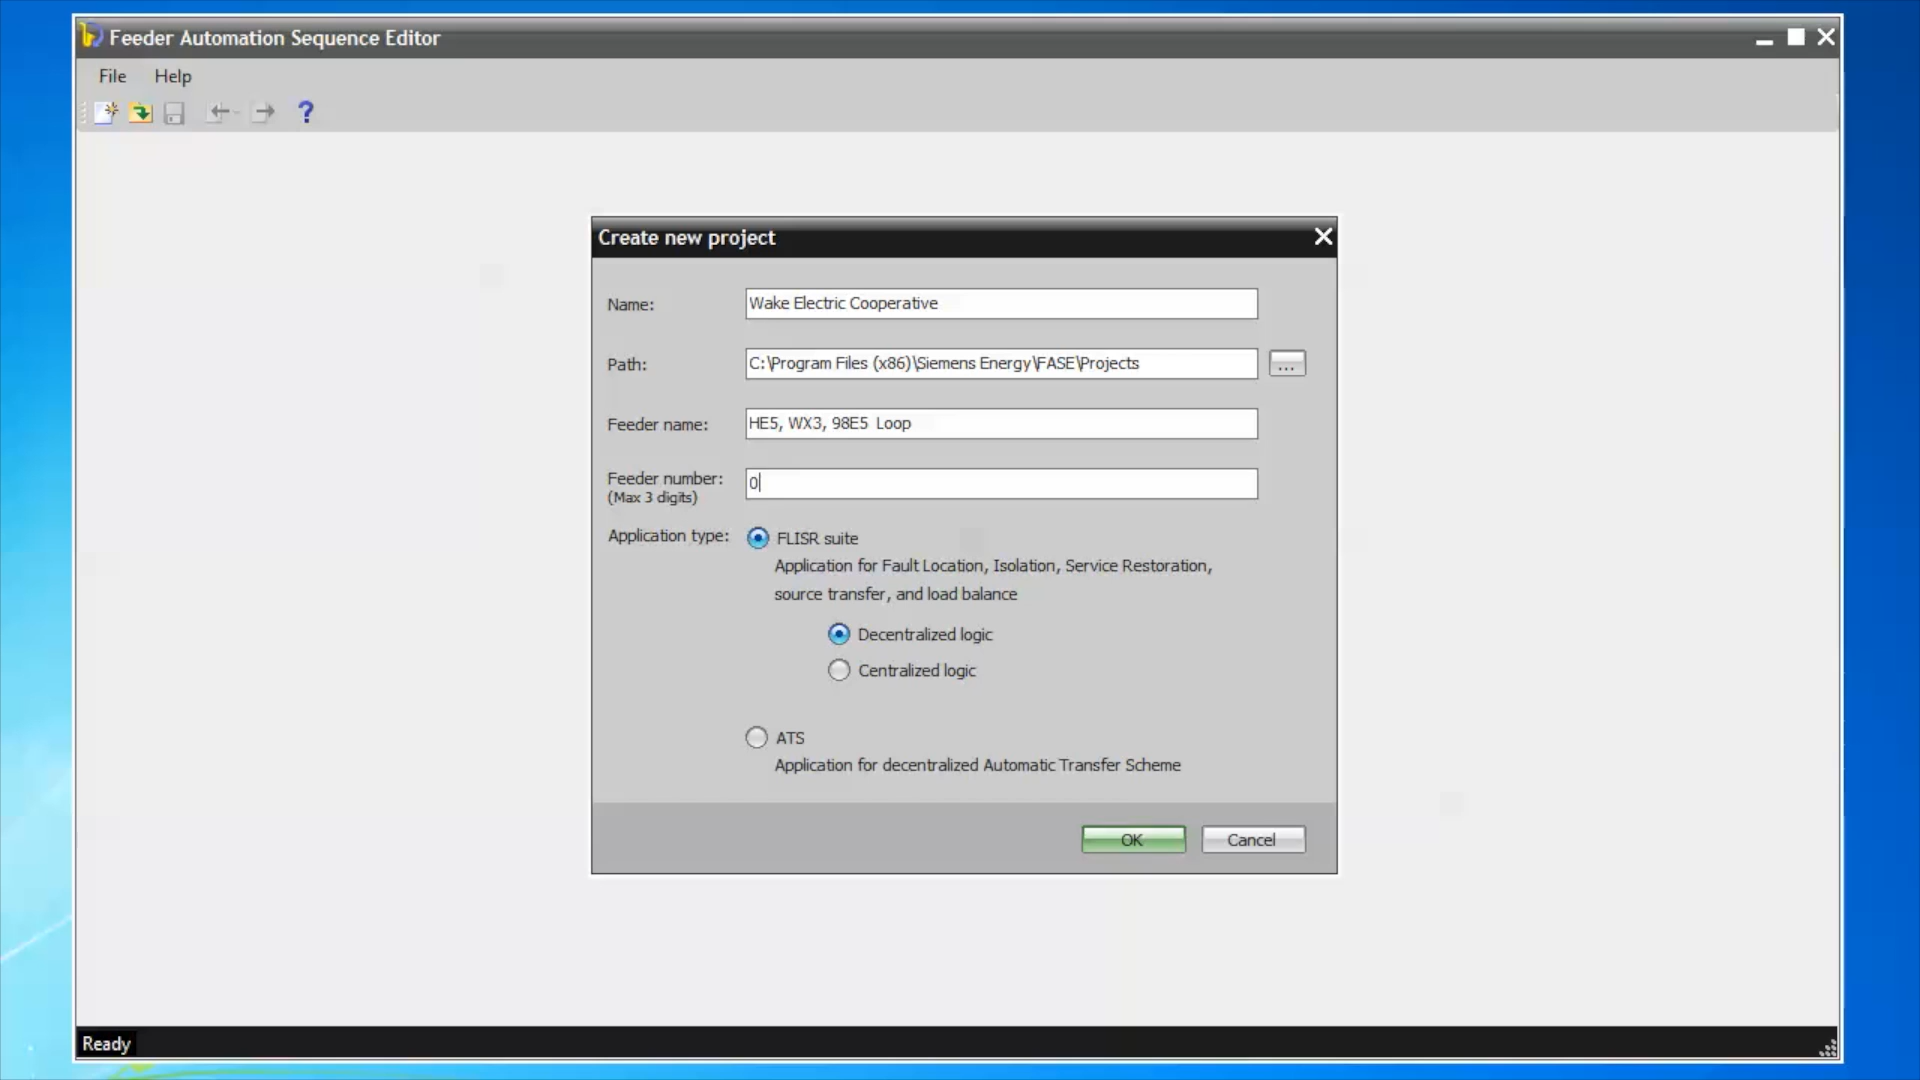 Feeder Automation Sequence Editor
File Help
?
Create new project
Name: Wake Electric Cooperative
Path: C:\Program Files (x86)\Siemens Energy\FASE\Projects ...
Feeder name: HE5, WX3, 98E5 Loop
Feeder number: 0
(Max 3 digits)
Application type: FLISR suite
Application for Fault Location, Isolation, Service Restoration,
source transfer, and load balance
Decentralized logic
Centralized logic
ATS
Application for decentralized Automatic Transfer Scheme
OK Cancel
Ready